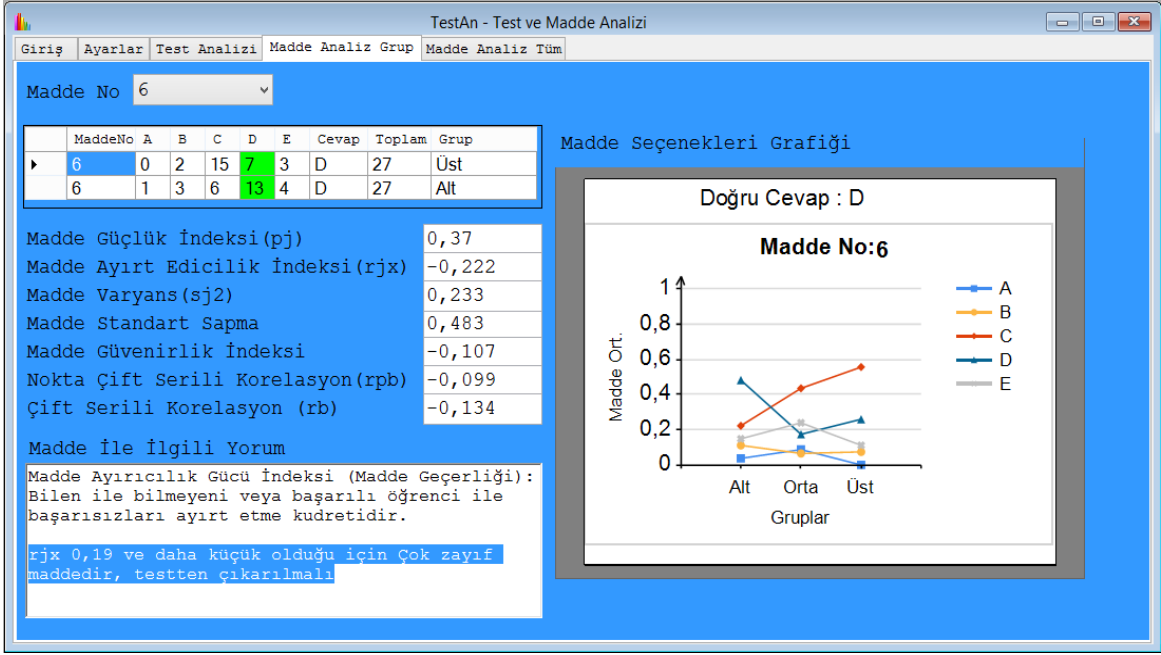 TestAn - Test ve Madde Analizi
Giriş Ayarlar Test Analizi Madde Analiz Grup Madde Analiz Tüm
Madde No 6
MaddeNo A B C D E Cevap Toplam Grup
6 0 2 15 7 3 D 27 Üst
6 1 3 6 13 4 D 27 Alt
Madde Güçlük İndeksi(pj) 0,37
Madde Ayırt Edicilik İndeksi(rjx) -0,222
Madde Varyans(sj2) 0,233
Madde Standart Sapma 0,483
Madde Güvenirlik İndeksi -0,107
Nokta Çift Serili Korelasyon(rpb) -0,099
Çift Serili Korelasyon (rb) -0,134
Madde İle İlgili Yorum
Madde Ayırıcılık Gücü İndeksi (Madde Geçerliği):
Bilen ile bilmeyeni veya başarılı öğrenci ile
başarısızları ayırt etme kudretidir.
rjx 0,19 ve daha küçük olduğu için Çok zayıf
maddedir, testten çıkarılmalı
Madde Seçenekleri Grafiği
Doğru Cevap : D
Madde No:6
Madde Ort.
1
0,8
0,6
0,4
0,2
0
Alt Orta Üst
Gruplar
A
B
C
D
E